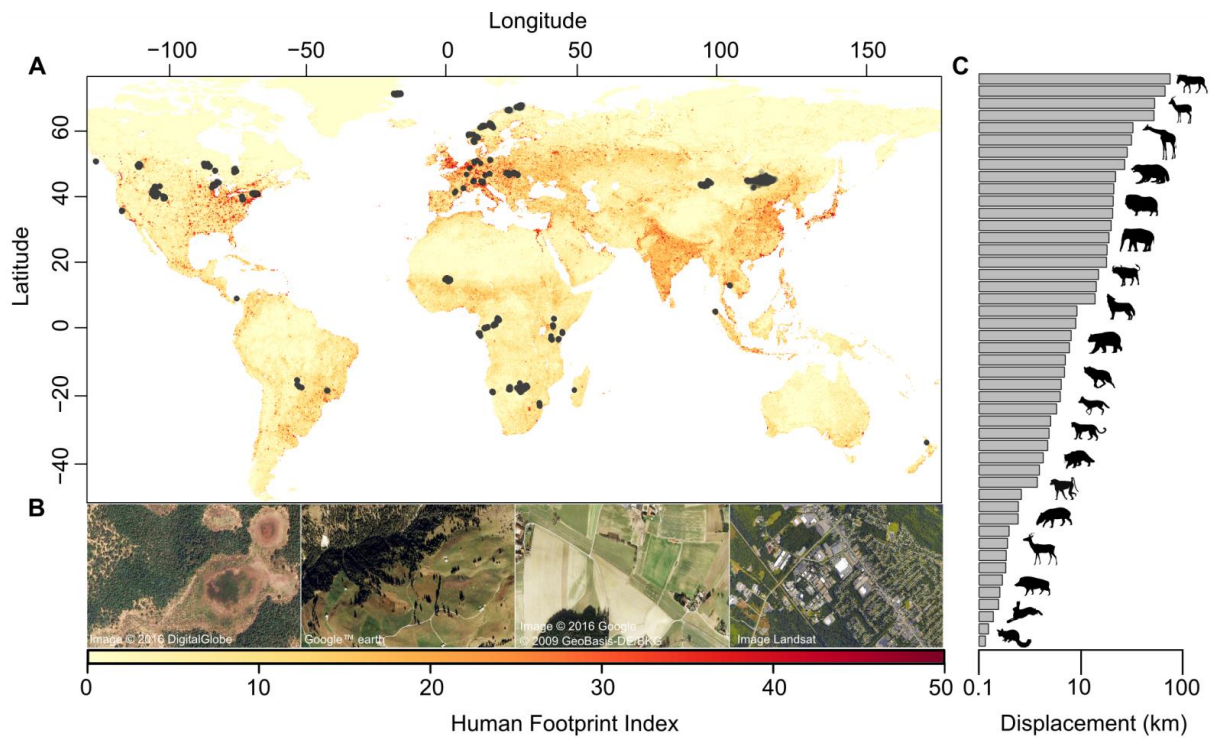 Longitude
−100 −50 0 50 100 150
A
C
60
40
20
0
−20
−40
Latitude
B
Image © 2016 DigitalGlobe
Google™ earth
Image © 2016 Google
© 2009 GeoBasis-DE/BKG
Image Landsat
0 10 20 30 40 50
Human Footprint Index
0.1 10 100
Displacement (km)